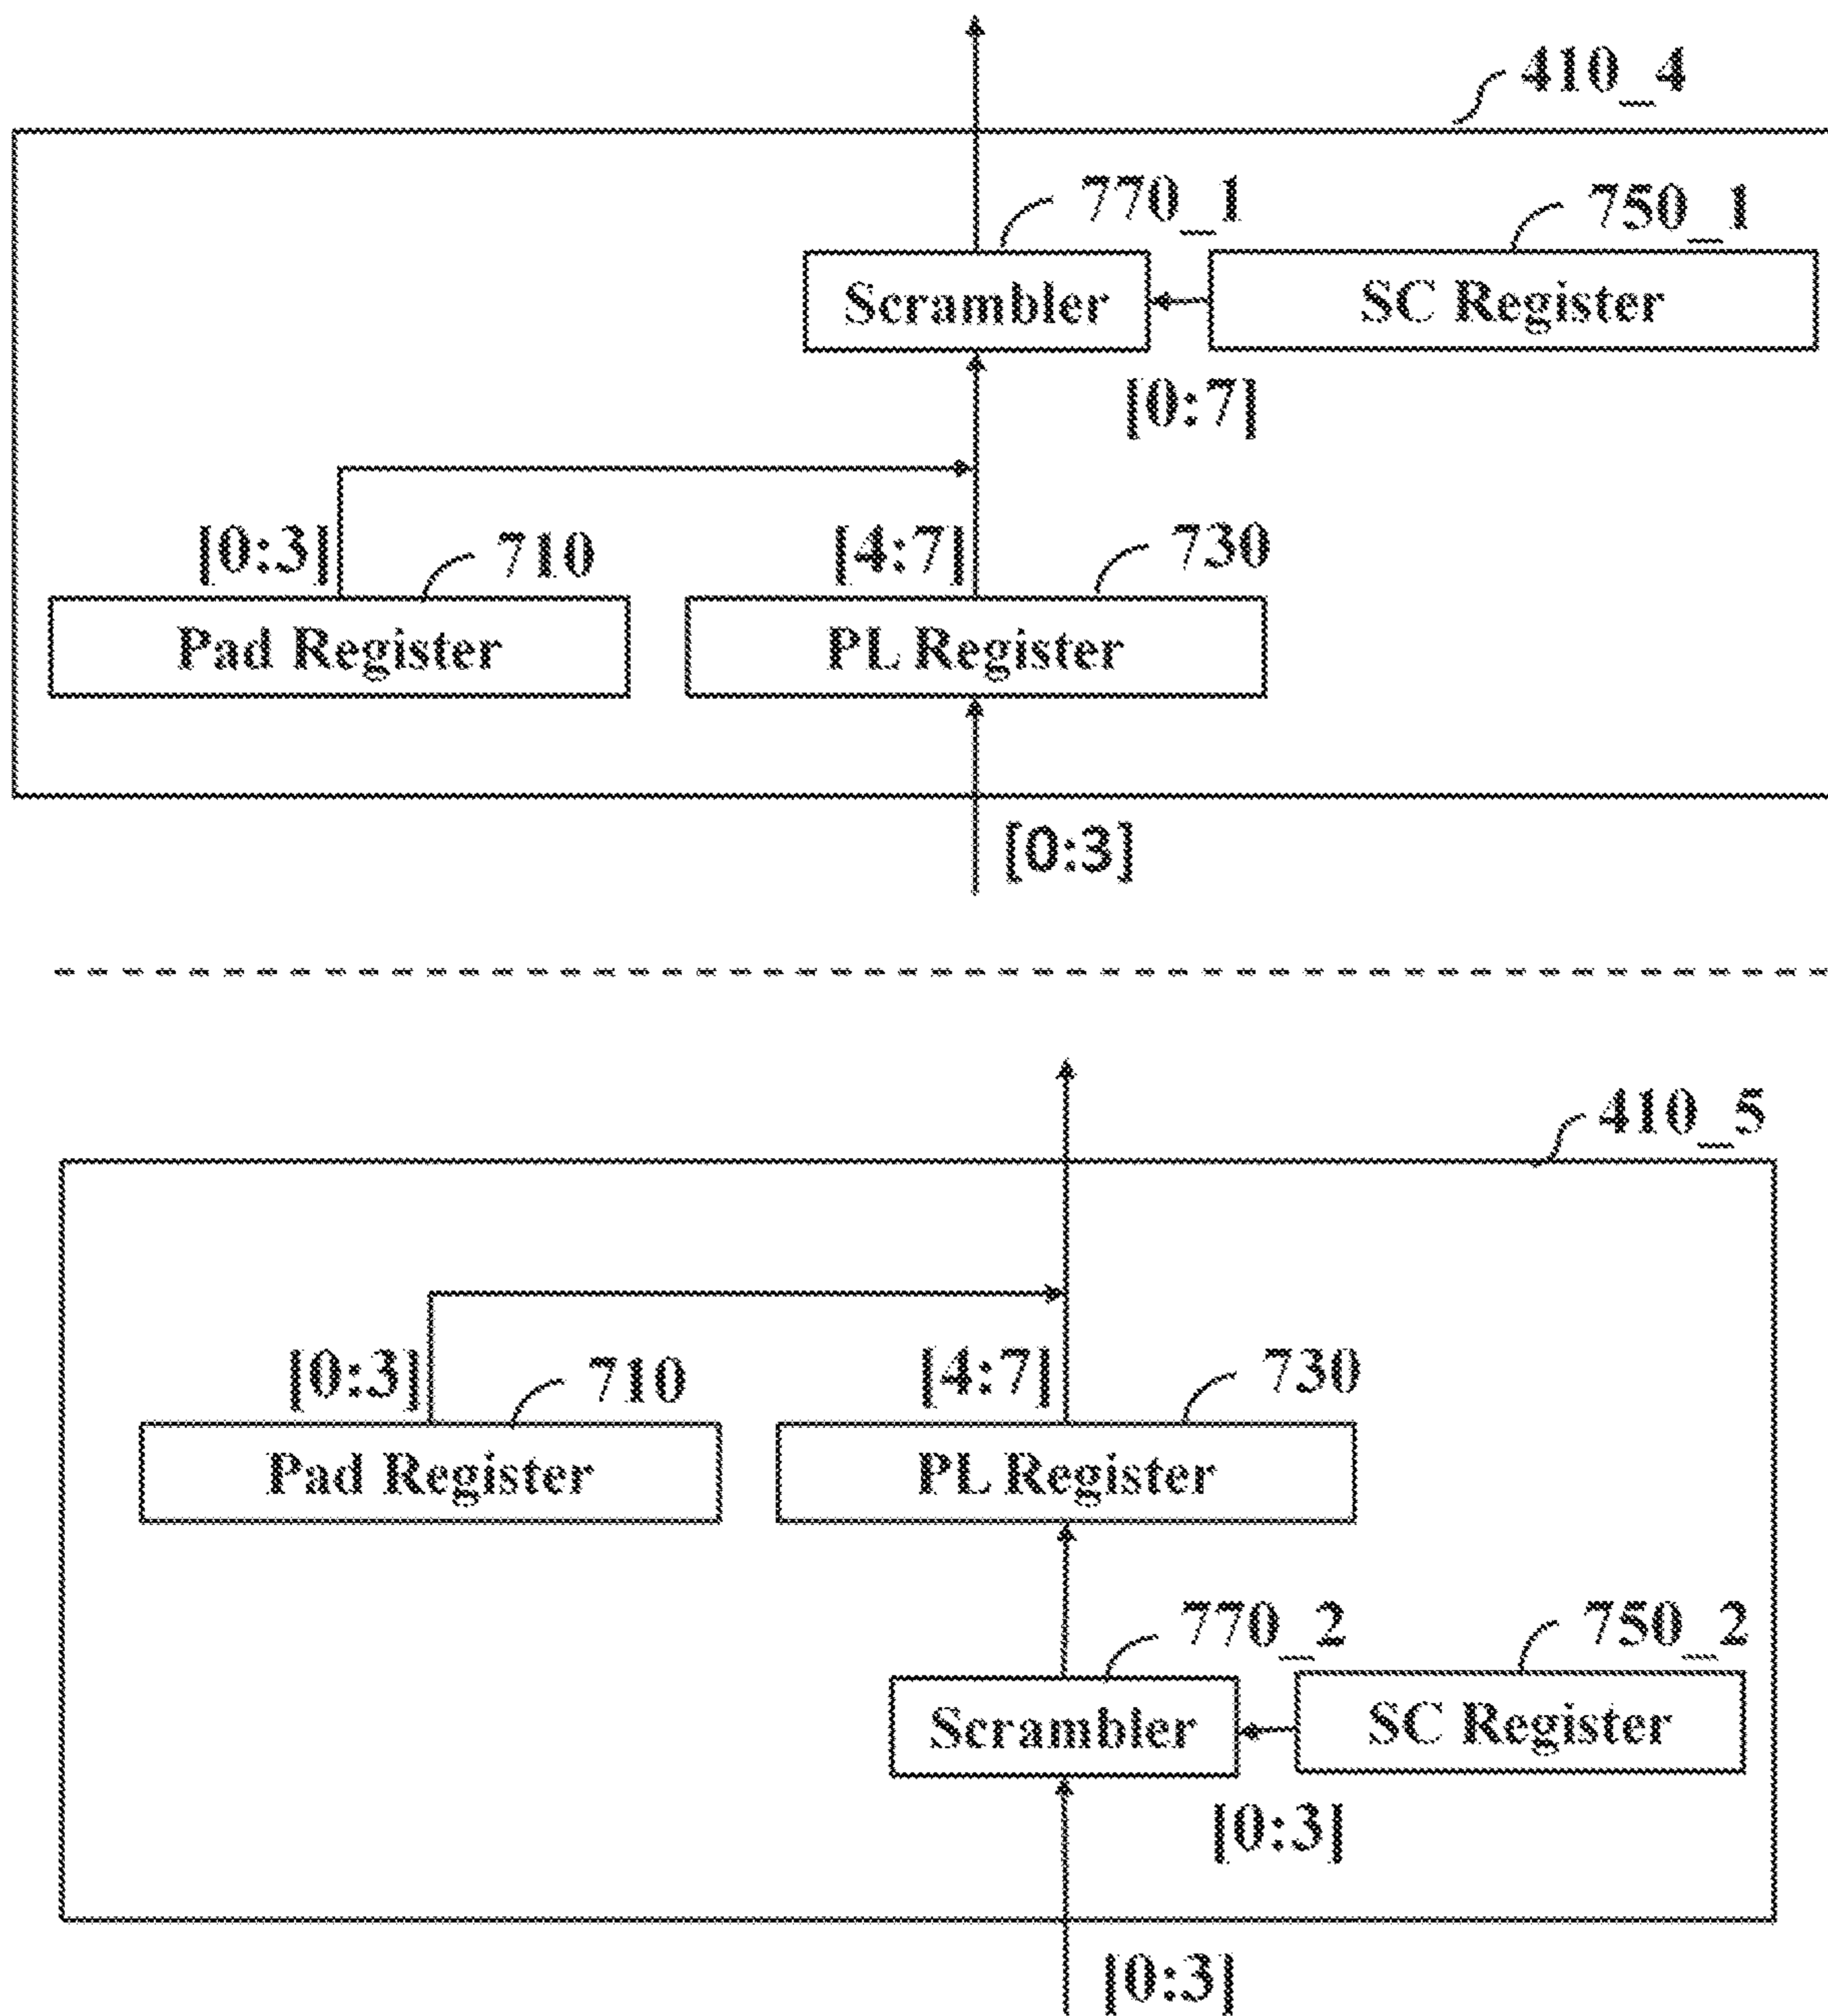 410_4
770_1
750_1
Scrambler
SC Register
[0:7]
[0:3]
710
[4:7]
730
Pad Register
PL Register
[0:3]
410_5
[0:3]
710
[4:7]
730
Pad Register
PL Register
770_2
750_2
Scrambler
SC Register
[0:3]
[0:3]